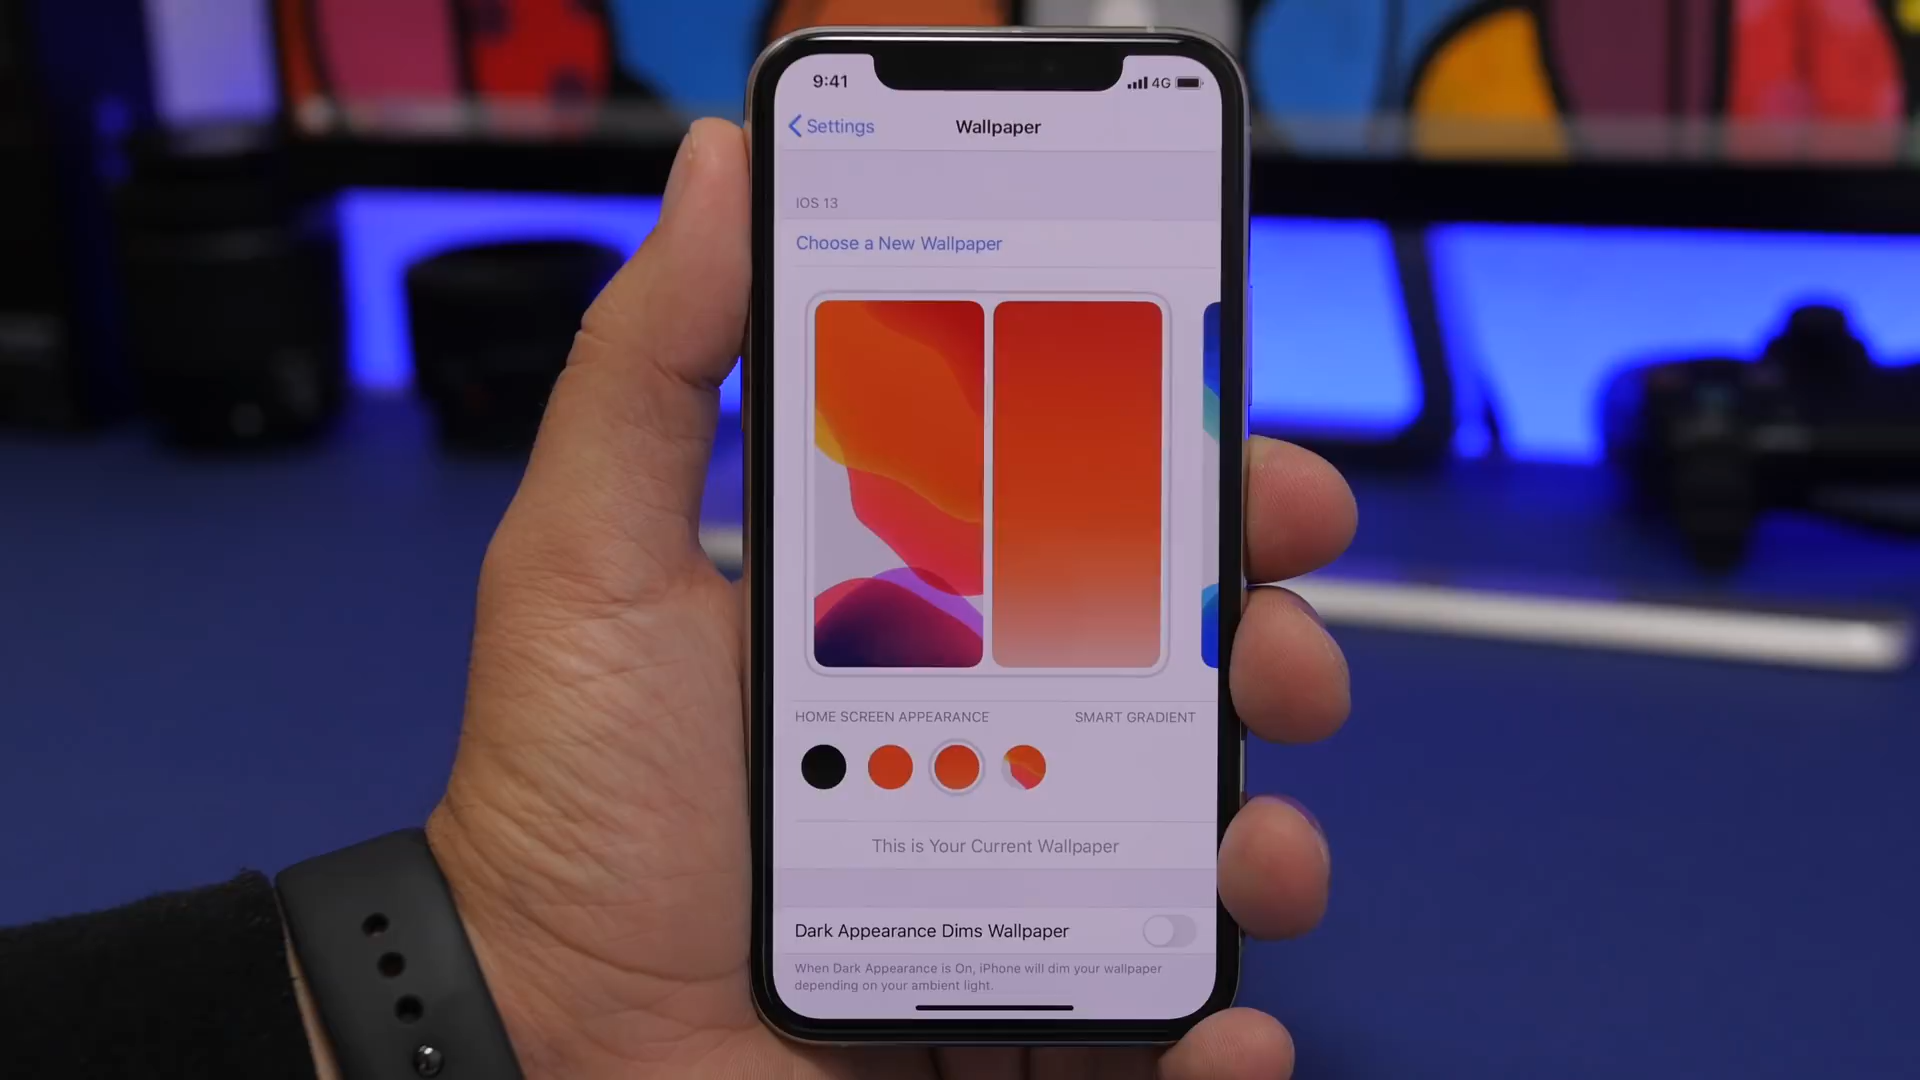 9:41
4G
Settings
Wallpaper
IOS 13
Choose a New Wallpaper
HOME SCREEN APPEARANCE
SMART GRADIENT
This is Your Current Wallpaper
Dark Appearance Dims Wallpaper
When Dark Appearance is On, iPhone will dim your wallpaper
depending on your ambient light.